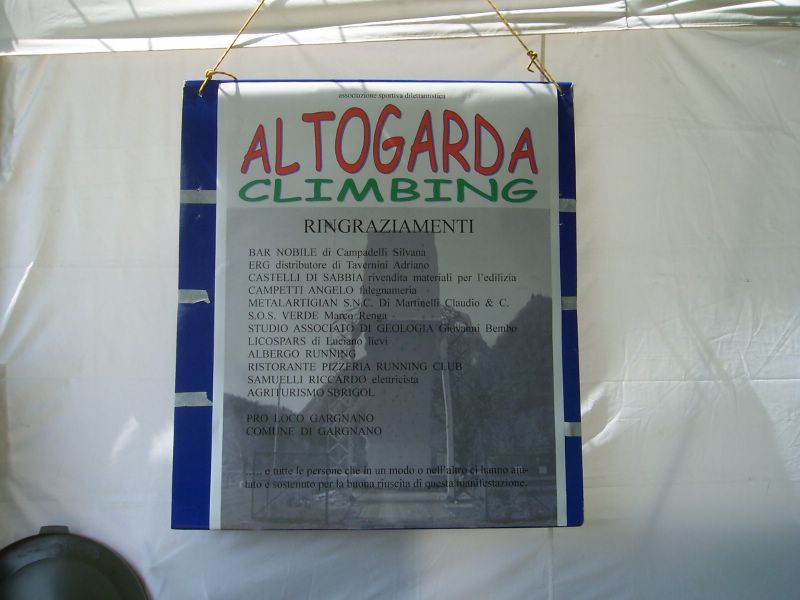 associazione sportiva dilettantistica
ALTOGARDA
CLIMBING
RINGRAZIAMENTI
BAR NOBILE di Campadelli Silvana
ERG distributore di Tavernini Adriano
CASTELLI DI SABBIA rivendita materiali per l'edilizia
CAMPETTI ANGELO falegnameria
METALARTIGIAN S.N.C. Di Martinelli Claudio & C.
S.O.S. VERDE Marco Renga
STUDIO ASSOCIATO DI GEOLOGIA Giovanni Bembo
LICOSPARS di Luciano lievi
ALBERGO RUNNING
RISTORANTE PIZZERIA RUNNING CLUB
SAMUELLI RICCARDO elettricista
AGRITURISMO SBRIGOL
PRO LOCO GARGNANO
COMUNE DI GARGNANO
..... e tutte le persone che in un modo o nell'altro ci hanno aiu-
tato e sostenuto per la buona riuscita di questa manifestazione.